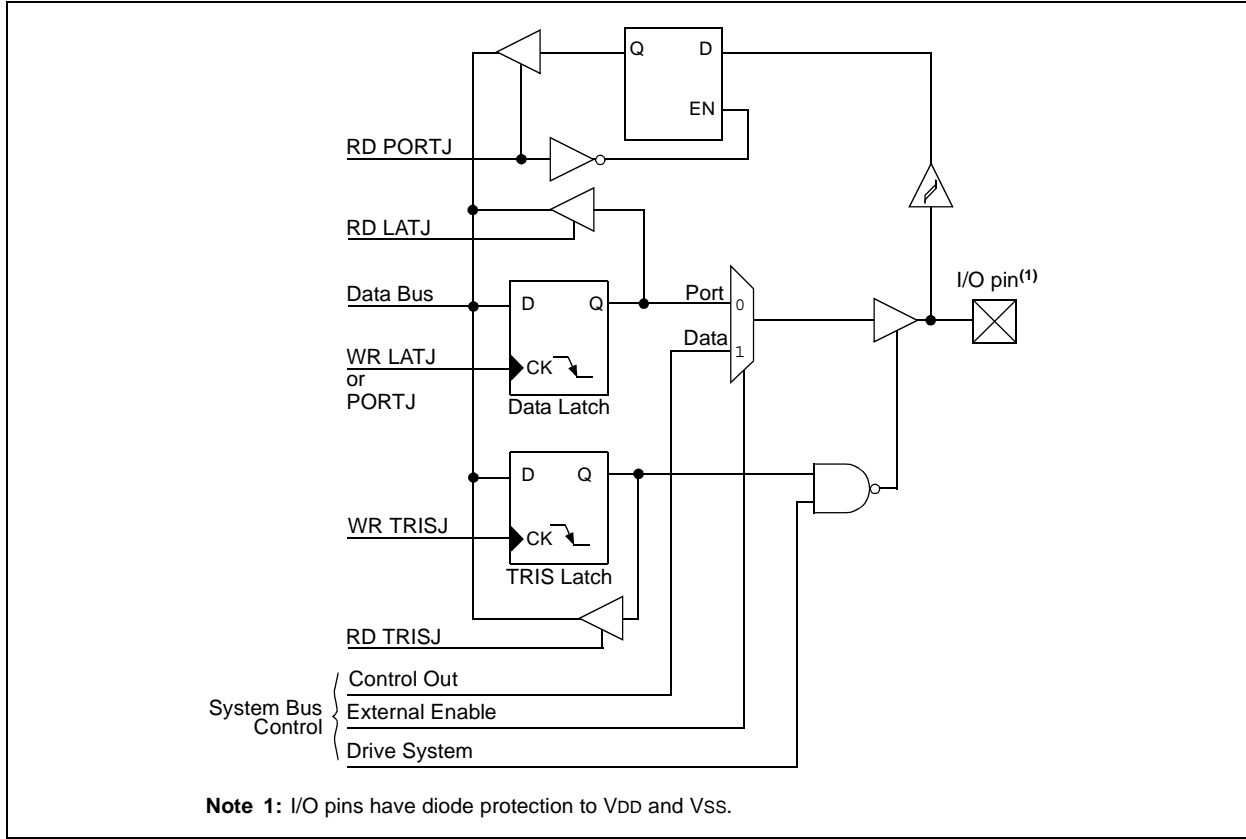 Q D
EN
RD PORTJ
RD LATJ
I/O pin(1)
Data Bus
D Q
Port
0
Data
1
WR LATJ
or
PORTJ
CK
Data Latch
D Q
WR TRISJ
CK
TRIS Latch
RD TRISJ
Control Out
System Bus
Control
External Enable
Drive System
Note 1: I/O pins have diode protection to VDD and VSS.